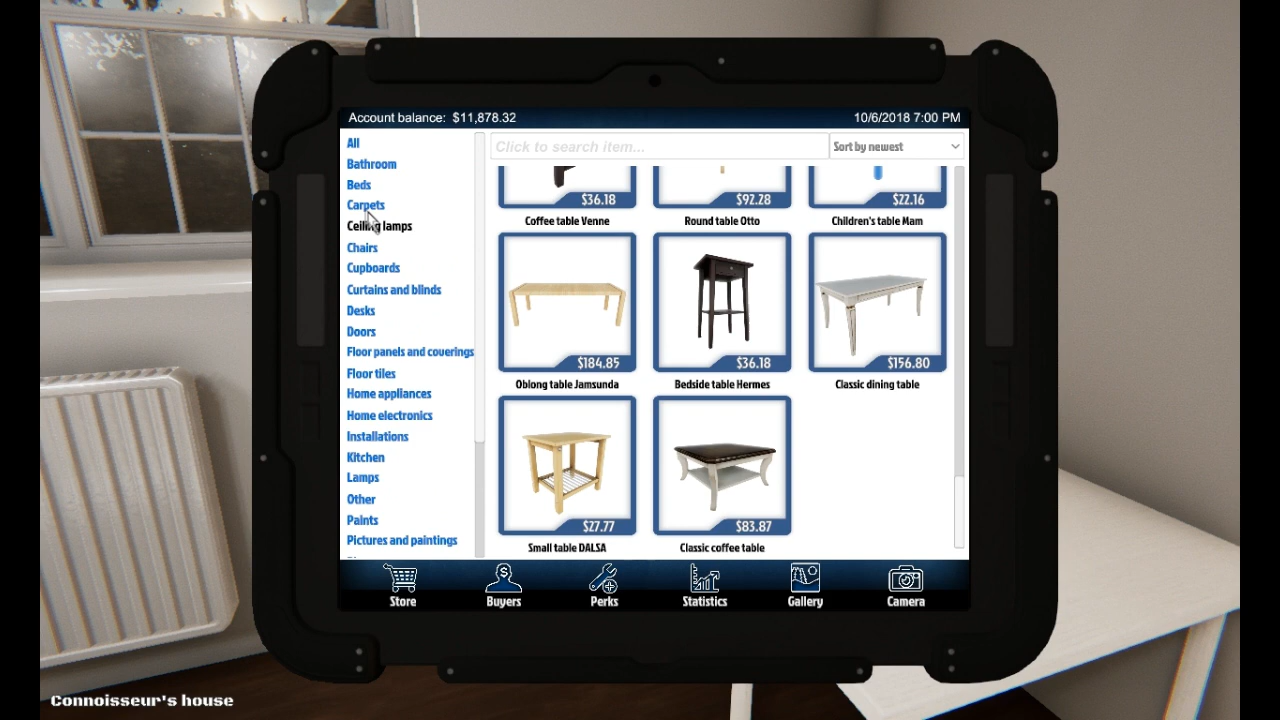 Account balance: $11,878.32
10/6/2018 7:00 PM
All
Bathroom
Beds
Carpets
Ceiling lamps
Chairs
Cupboards
Curtains and blinds
Desks
Doors
Floor panels and coverings
Floor tiles
Home appliances
Home electronics
Installations
Kitchen
Lamps
Other
Paints
Pictures and paintings
Click to search item...
Sort by newest
$36.18
$92.28
$22.16
Coffee table Venne
Round table Otto
Children's table Mam
$184.85
$36.18
$156.80
Oblong table Jamsunda
Bedside table Hermes
Classic dining table
$27.77
$83.87
Small table DALSA
Classic coffee table
Store
Buyers
Perks
Statistics
Gallery
Camera
Connoisseur's house